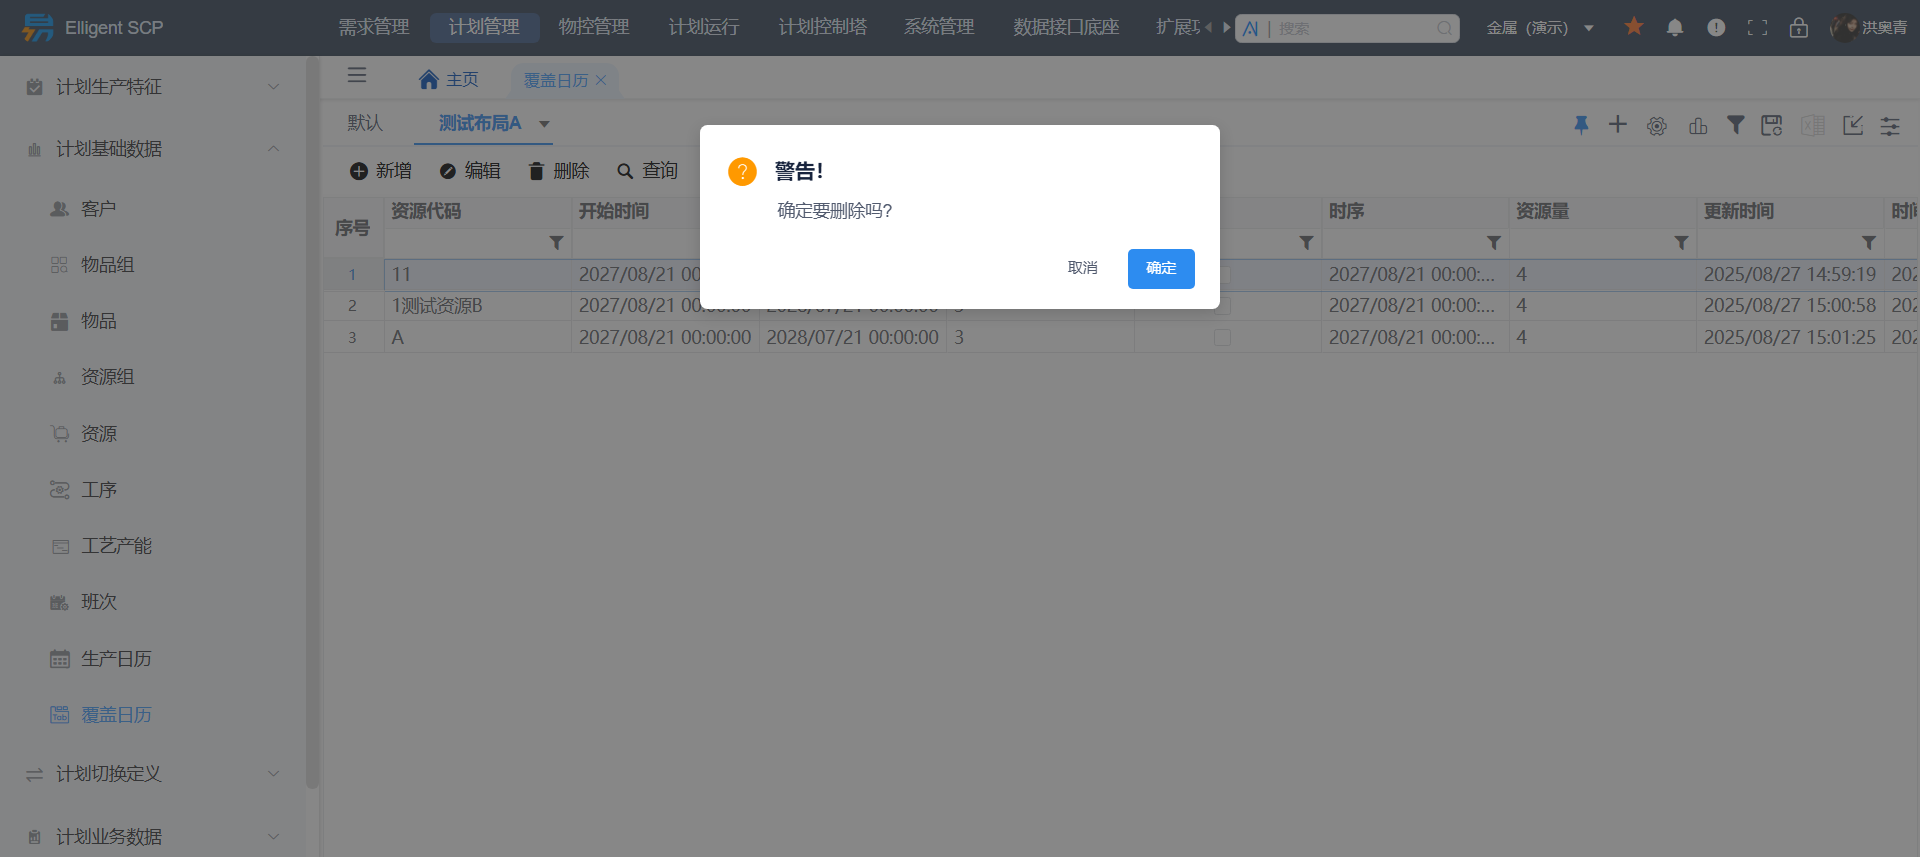 Elligent SCP
需求管理
计划管理
物控管理
计划运行
计划控制塔
系统管理
数据接口底座
AI | 搜索
金属（演示）
洪奥青
计划生产特征
计划基础数据
客户
物品组
物品
资源组
资源
工序
工艺产能
班次
生产日历
Tab 覆盖日历
计划切换定义
计划业务数据
主页
覆盖日历
默认
测试布局A
新增
编辑
删除
查询
警告!
确定要删除吗?
取消
确定
序号 资源代码 开始时间 时序 资源量 更新时间
1 11 2027/08/21 00 2027/08/21 00:00:... 4 2025/08/27 14:59:19 202
2 1测试资源B 2027/08/21 00:00:00 2028/07/21 00:00:00 2027/08/21 00:00:... 4 2025/08/27 15:00:58 202
3 A 2027/08/21 00:00:00 2028/07/21 00:00:00 3 2027/08/21 00:00:... 4 2025/08/27 15:01:25 202